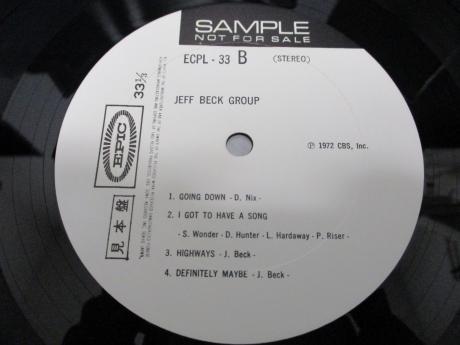 SAMPLE
NOT FOR SALE
ECPL - 33 B (STEREO)
33 1/3
JEFF BECK GROUP
EPIC
℗ 1972 CBS, Inc.
見本盤
1. GOING DOWN - D. Nix -
2. I GOT TO HAVE A SONG
- S. Wonder - D. Hunter - L. Hardaway - P. Riser -
3. HIGHWAYS - J. Beck -
4. DEFINITELY MAYBE - J. Beck -